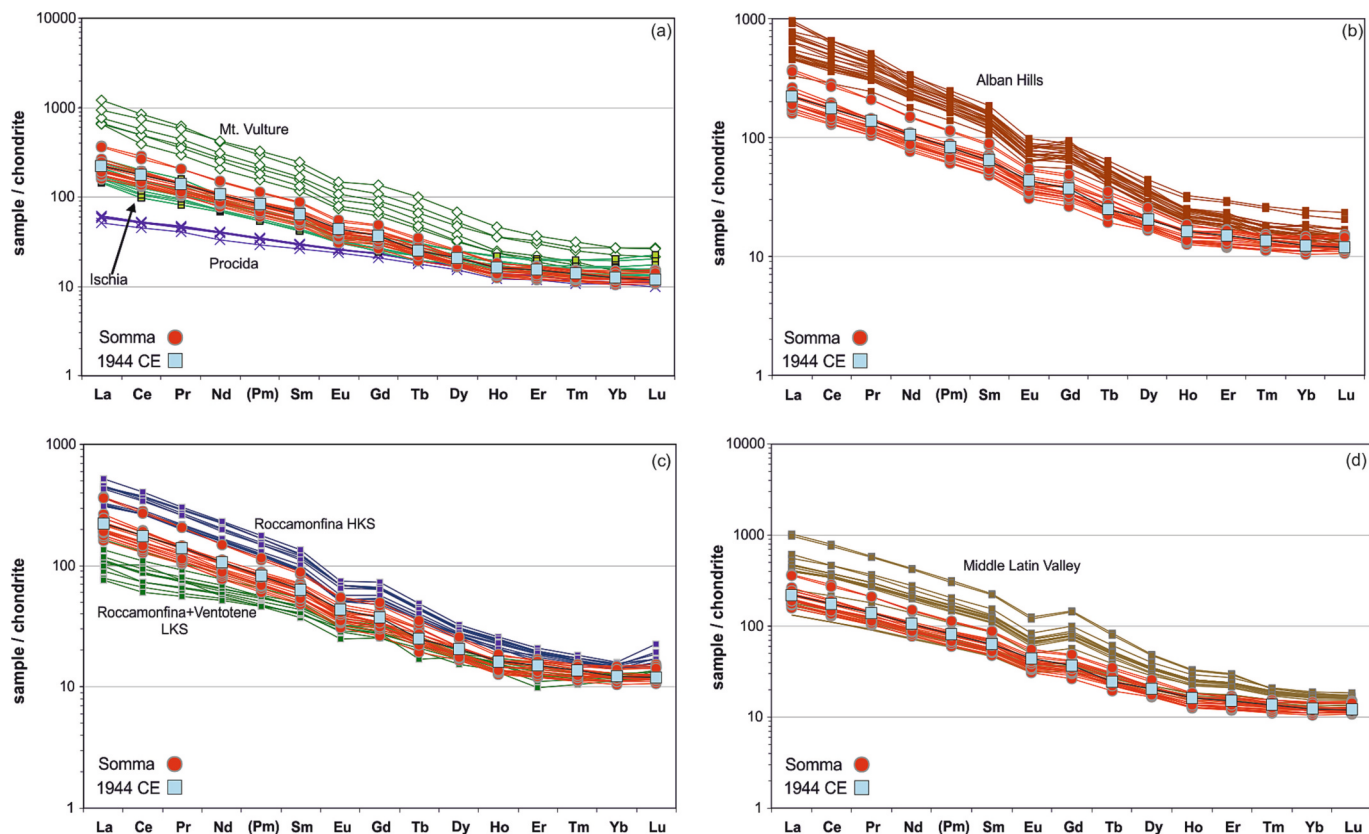 (a)
10000
1000
100
10
1
sample / chondrite
Mt. Vulture
Ischia
Procida
Somma
1944 CE
La Ce Pr Nd (Pm) Sm Eu Gd Tb Dy Ho Er Tm Yb Lu
(b)
1000
100
10
1
sample / chondrite
Alban Hills
Somma
1944 CE
La Ce Pr Nd (Pm) Sm Eu Gd Tb Dy Ho Er Tm Yb Lu
(c)
1000
100
10
1
sample / chondrite
Roccamonfina HKS
Roccamonfina+Ventotene
LKS
Somma
1944 CE
La Ce Pr Nd (Pm) Sm Eu Gd Tb Dy Ho Er Tm Yb Lu
(d)
10000
1000
100
10
1
sample / chondrite
Middle Latin Valley
Somma
1944 CE
La Ce Pr Nd (Pm) Sm Eu Gd Tb Dy Ho Er Tm Yb Lu